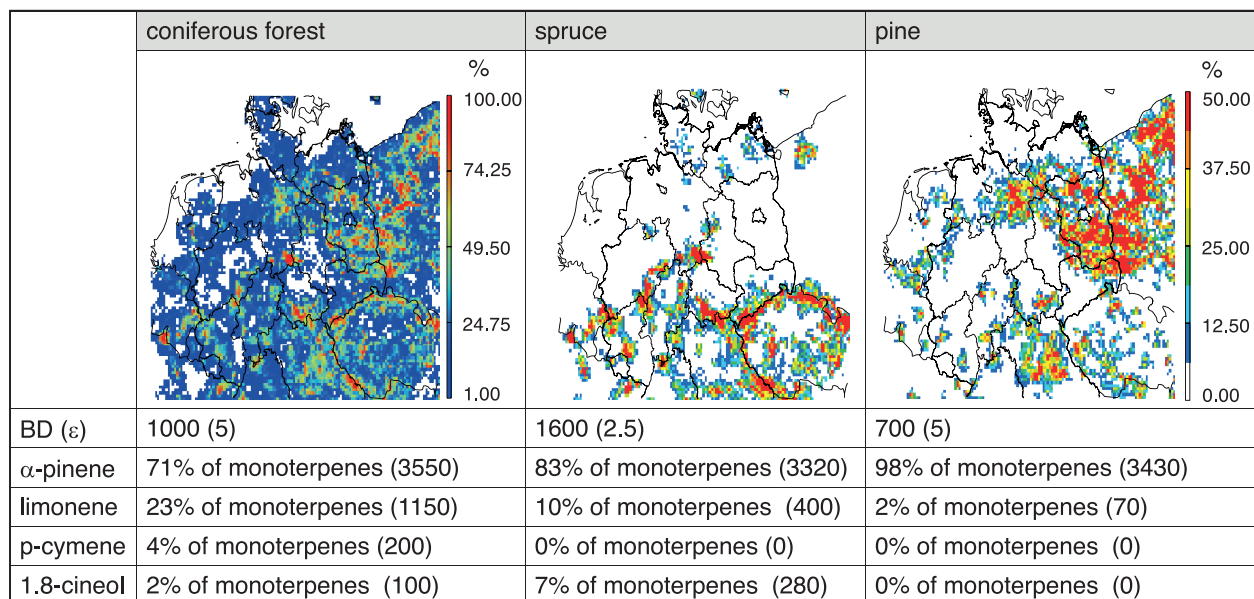 coniferous forest spruce pine
%
100.00
74.25
49.50
24.75
1.00
%
50.00
37.50
25.00
12.50
0.00
BD (ε) 1000 (5) 1600 (2.5) 700 (5)
α-pinene 71% of monoterpenes (3550) 83% of monoterpenes (3320) 98% of monoterpenes (3430)
limonene 23% of monoterpenes (1150) 10% of monoterpenes (400) 2% of monoterpenes (70)
p-cymene 4% of monoterpenes (200) 0% of monoterpenes (0) 0% of monoterpenes (0)
1.8-cineol 2% of monoterpenes (100) 7% of monoterpenes (280) 0% of monoterpenes (0)